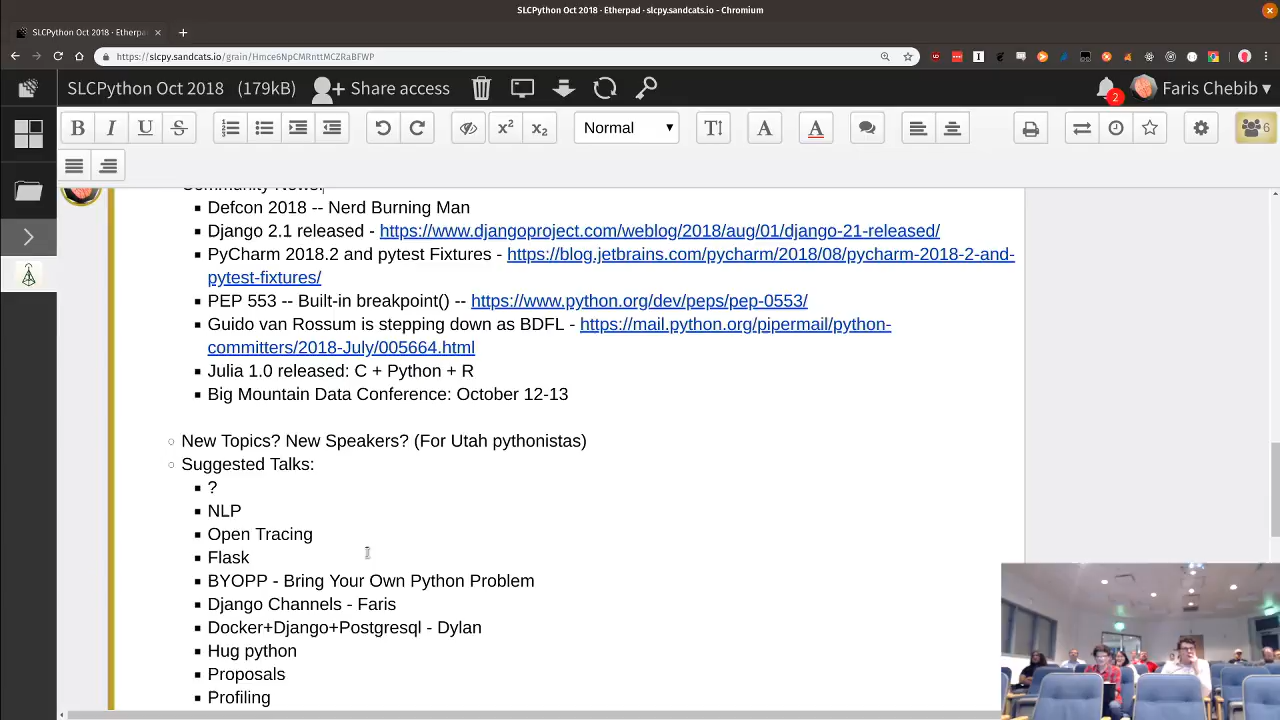 SLCPython Oct 2018 · Etherpad · slcpy.sandcats.io - Chromium
SLCPython Oct 2018 · Etherpa
https://slcpy.sandcats.io/grain/Hmce6NpCMRnttMCZRaBFWP
SLCPython Oct 2018 (179kB)
Share access
2
Faris Chebib ▾
B I U S
x² x₂
Normal
A A
6
Community News:
▪ Defcon 2018 -- Nerd Burning Man
▪ Django 2.1 released - https://www.djangoproject.com/weblog/2018/aug/01/django-21-released/
▪ PyCharm 2018.2 and pytest Fixtures - https://blog.jetbrains.com/pycharm/2018/08/pycharm-2018-2-and-
pytest-fixtures/
▪ PEP 553 -- Built-in breakpoint() -- https://www.python.org/dev/peps/pep-0553/
▪ Guido van Rossum is stepping down as BDFL - https://mail.python.org/pipermail/python-
committers/2018-July/005664.html
▪ Julia 1.0 released: C + Python + R
▪ Big Mountain Data Conference: October 12-13
○ New Topics? New Speakers? (For Utah pythonistas)
○ Suggested Talks:
▪ ?
▪ NLP
▪ Open Tracing
▪ Flask
▪ BYOPP - Bring Your Own Python Problem
▪ Django Channels - Faris
▪ Docker+Django+Postgresql - Dylan
▪ Hug python
▪ Proposals
▪ Profiling